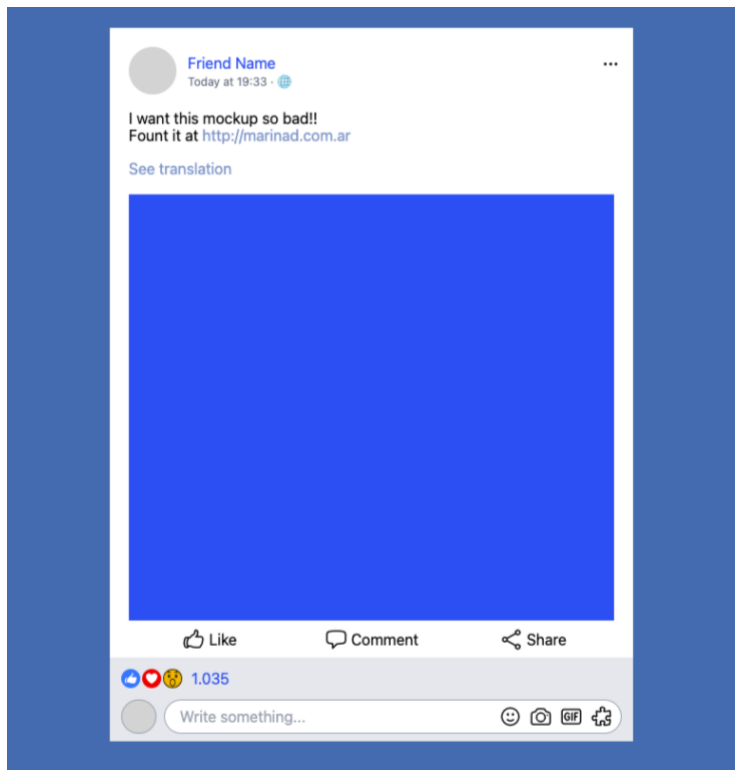 Friend Name
Today at 19:33 ·
I want this mockup so bad!!
Fount it at http://marinad.com.ar
See translation
Like Comment Share
1.035
Write something... GIF